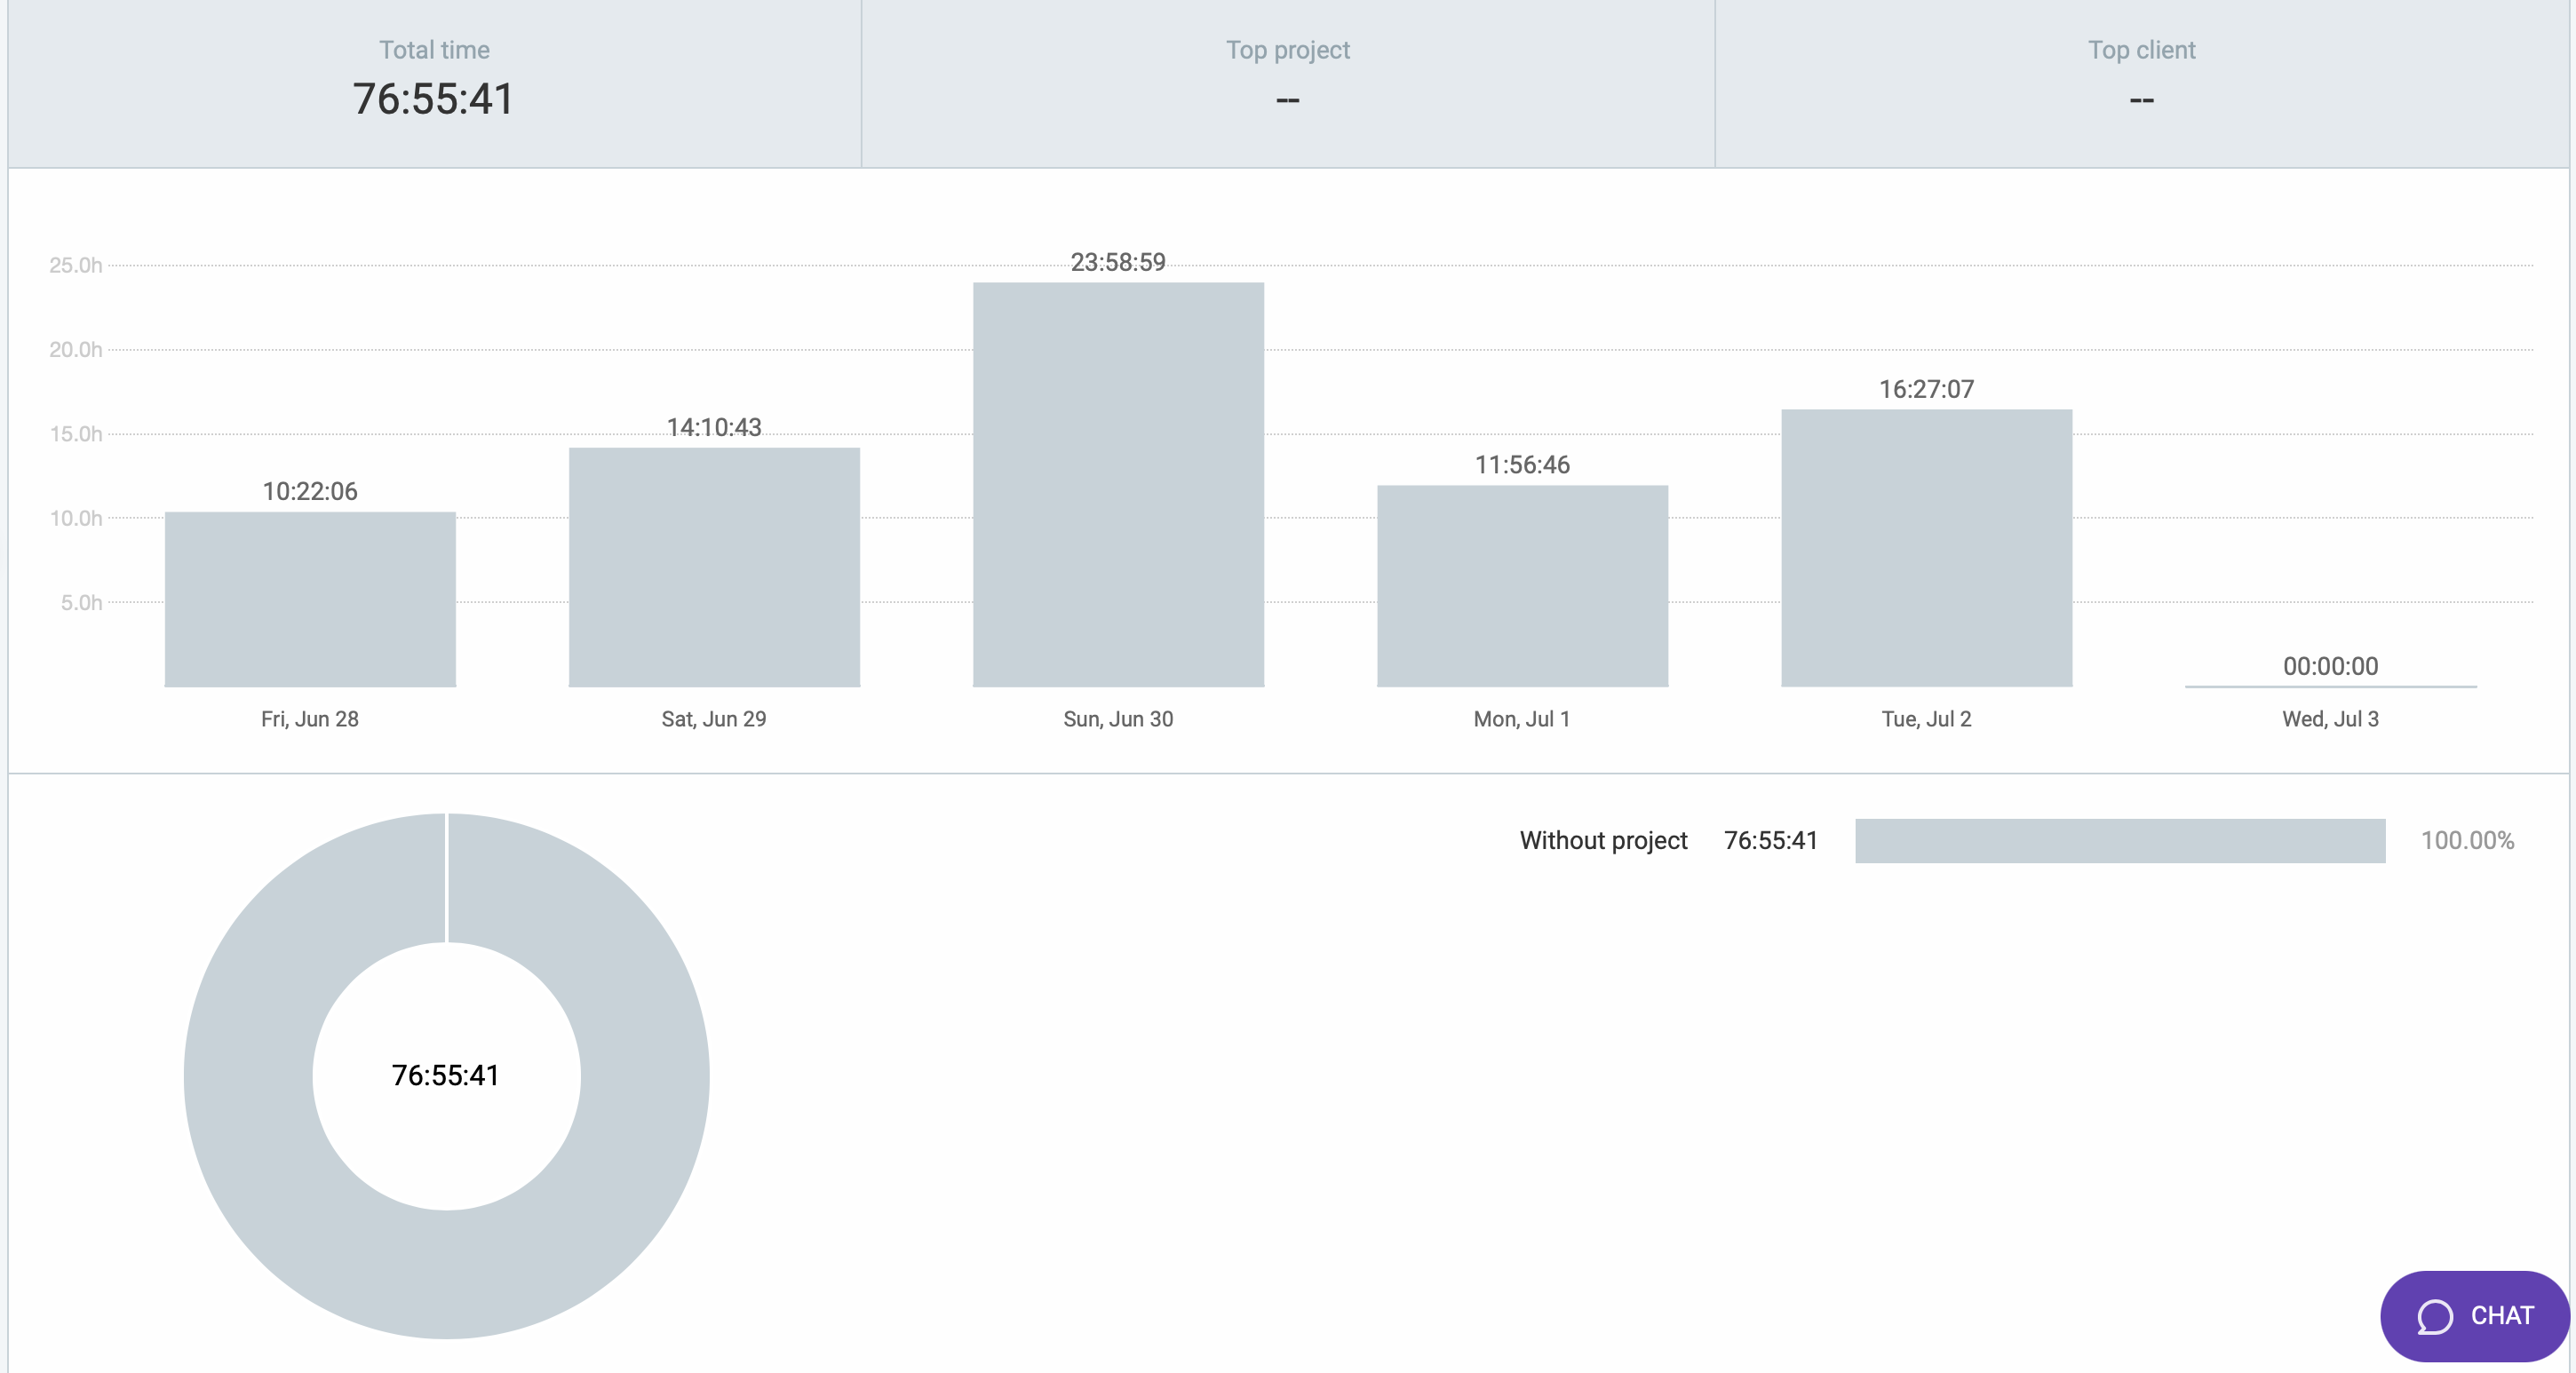 Total time
76:55:41
Top project
--
Top client
--
25.0h
20.0h
15.0h
10.0h
5.0h
10:22:06
14:10:43
23:58:59
11:56:46
16:27:07
00:00:00
Fri, Jun 28
Sat, Jun 29
Sun, Jun 30
Mon, Jul 1
Tue, Jul 2
Wed, Jul 3
Without project 76:55:41 100.00%
76:55:41
CHAT